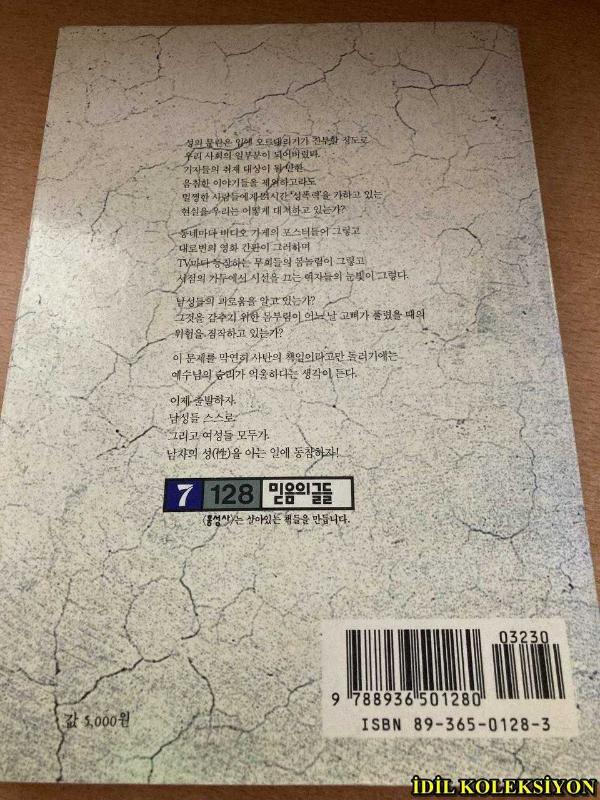 성의 문란은 입에 오르내리기가 진부할 정도로
우리 사회의 일부분이 되어버렸다.
기자들의 취재 대상이 될 만한
음침한 이야기들을 제외하고라도
멀쩡한 사람들에게 매시간 '성폭력'을 가하고 있는
현실을 우리는 어떻게 대처하고 있는가?
동네마다 비디오 가게의 포스터들이 그렇고
대로변의 영화 간판이 그러하며
TV마다 등장하는 무희들의 몸놀림이 그렇고
서점의 가두에서 시선을 끄는 여자들의 눈빛이 그렇다.
남성들의 괴로움을 알고 있는가?
그것을 감추기 위한 몸부림이 어느 날 고삐가 풀렸을 때의
위험을 짐작하고 있는가?
이 문제를 막연히 사탄의 책임이라고만 돌리기에는
예수님의 승리가 억울하다는 생각이 든다.
이제 출발하자.
남성들 스스로.
그리고 여성들 모두가.
남자의 성(性)을 아는 일에 동참하자!
7 128 믿음의글들
〈홍성사〉는 살아있는 책들을 만듭니다.
03230
9 788936 501280
ISBN 89-365-0128-3
값 5,000원
İDİL KOLEKSİYON